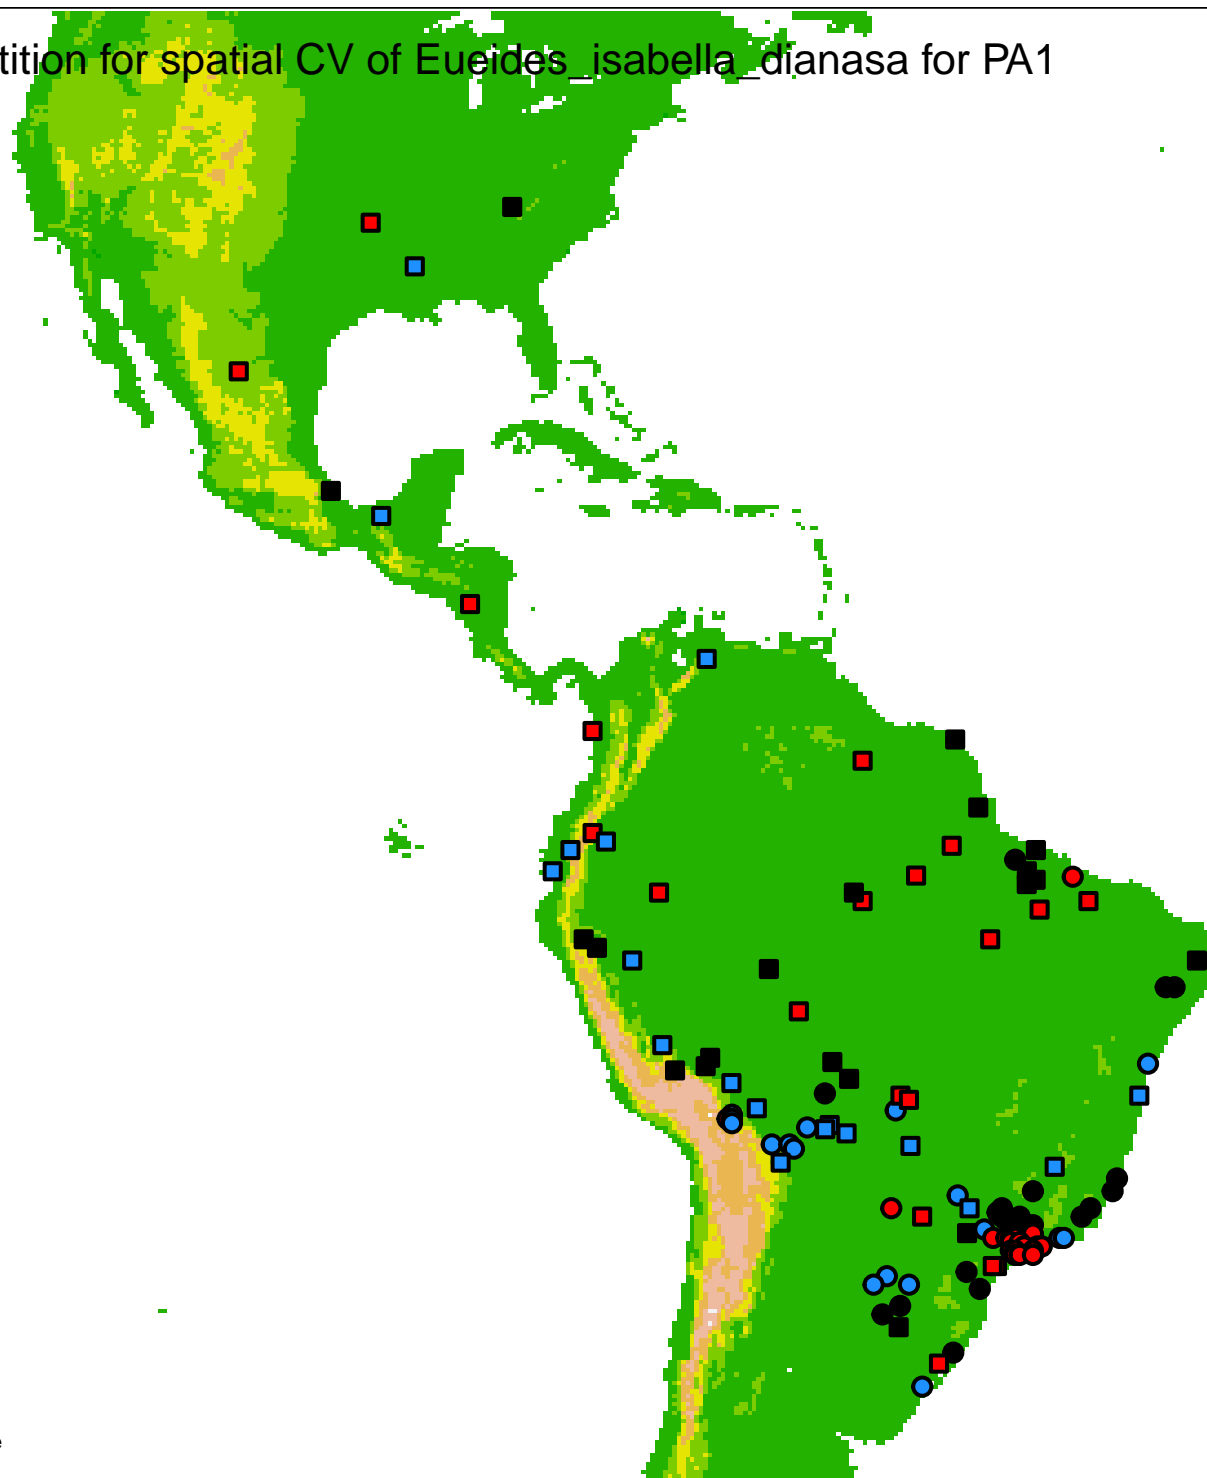 tition for spatial CV of Eueides_isabella_dianasa for PA1